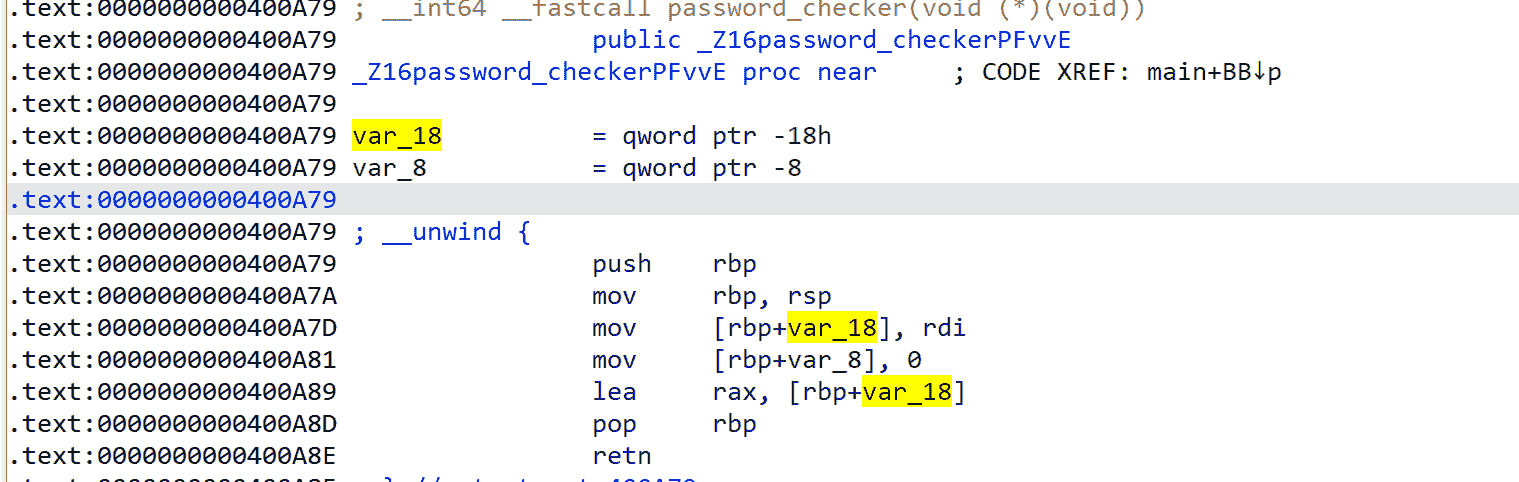 .text:0000000000400A79 ; __int64 __fastcall password_checker(void (*)(void))
.text:0000000000400A79 public _Z16password_checkerPFvvE
.text:0000000000400A79 _Z16password_checkerPFvvE proc near ; CODE XREF: main+BB↓p
.text:0000000000400A79
.text:0000000000400A79 var_18 = qword ptr -18h
.text:0000000000400A79 var_8 = qword ptr -8
.text:0000000000400A79
.text:0000000000400A79 ; __unwind {
.text:0000000000400A79 push rbp
.text:0000000000400A7A mov rbp, rsp
.text:0000000000400A7D mov [rbp+var_18], rdi
.text:0000000000400A81 mov [rbp+var_8], 0
.text:0000000000400A89 lea rax, [rbp+var_18]
.text:0000000000400A8D pop rbp
.text:0000000000400A8E retn